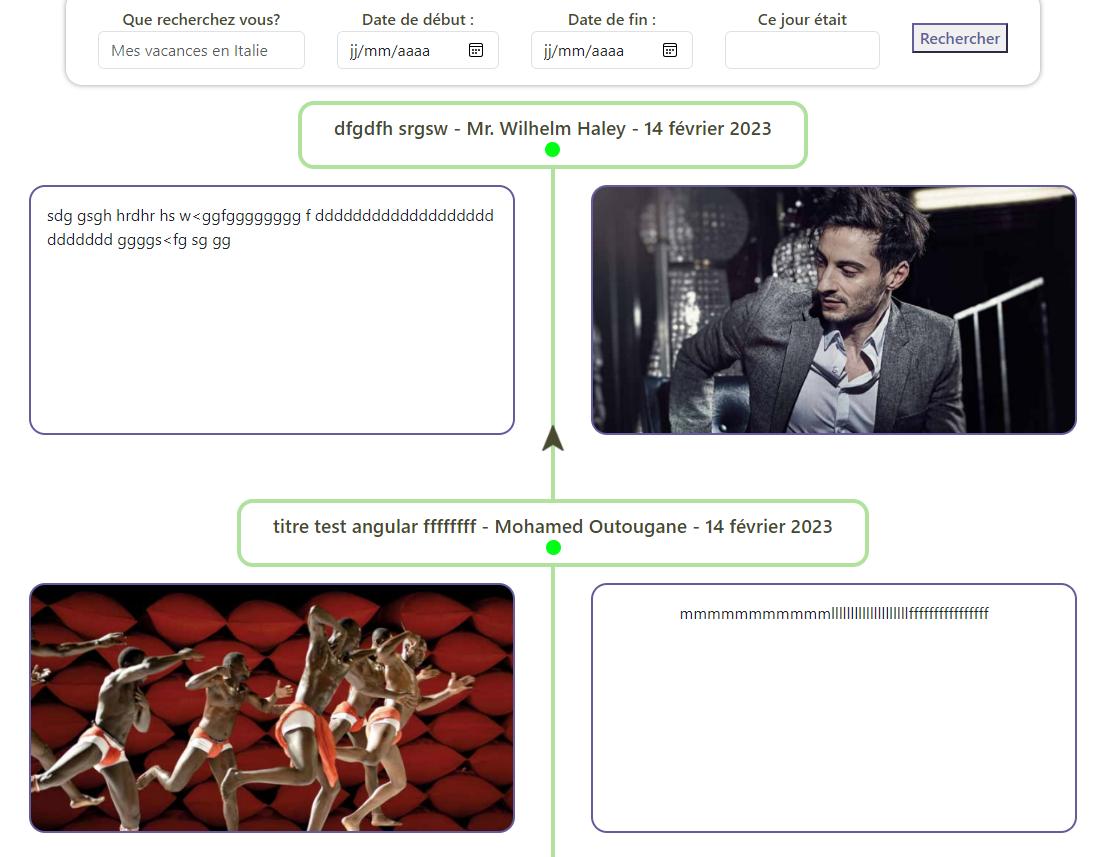 Que recherchez vous?
Date de début :
Date de fin :
Ce jour était
Mes vacances en Italie
jj/mm/aaaa
jj/mm/aaaa
Rechercher
dfgdfh srgsw - Mr. Wilhelm Haley - 14 février 2023
sdg gsgh hrdhr hs w<ggfgggggggg f ddddddddddddddddddd
ddddddd ggggs<fg sg gg
titre test angular ffffffff - Mohamed Outougane - 14 février 2023